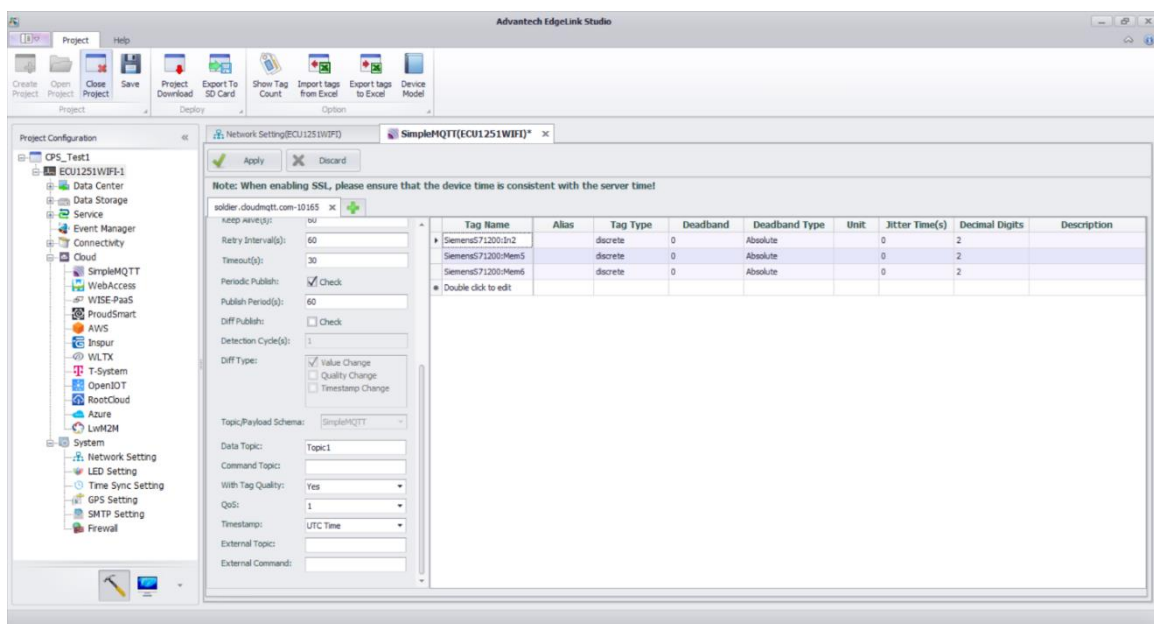 Advantech EdgeLink Studio
Project Help
Create Project Open Project Close Project Save Project Download Export To SD Card Show Tag Count Import tags from Excel Export tags to Excel Device Model
Project Deploy Option
Project Configuration
CPS_Test1
ECU1251WIFI-1
Data Center
Data Storage
Service
Event Manager
Connectivity
Cloud
SimpleMQTT
WebAccess
WISE-PaaS
ProudSmart
AWS
Inspur
WLTX
T-System
OpenIOT
RootCloud
Azure
LwM2M
System
Network Setting
LED Setting
Time Sync Setting
GPS Setting
SMTP Setting
Firewall
Network Setting(ECU1251WIFI) SimpleMQTT(ECU1251WIFI)*
Apply Discard
Note: When enabling SSL, please ensure that the device time is consistent with the server time!
soldier.cloudmqtt.com-10165
Keep Alive(s): 60
Retry Interval(s): 60
Timeout(s): 30
Periodic Publish: Check
Publish Period(s): 60
Diff Publish: Check
Detection Cycle(s): 1
Diff Type: Value Change
Quality Change
Timestamp Change
Topic/Payload Schema: SimpleMQTT
Data Topic: Topic1
Command Topic:
With Tag Quality: Yes
QoS: 1
Timestamp: UTC Time
External Topic:
External Command:
Tag Name Alias Tag Type Deadband Deadband Type Unit Jitter Time(s) Decimal Digits Description
SiemensS71200:In2 discrete 0 Absolute 0 2
SiemensS71200:Mem5 discrete 0 Absolute 0 2
SiemensS71200:Mem6 discrete 0 Absolute 0 2
Double click to edit